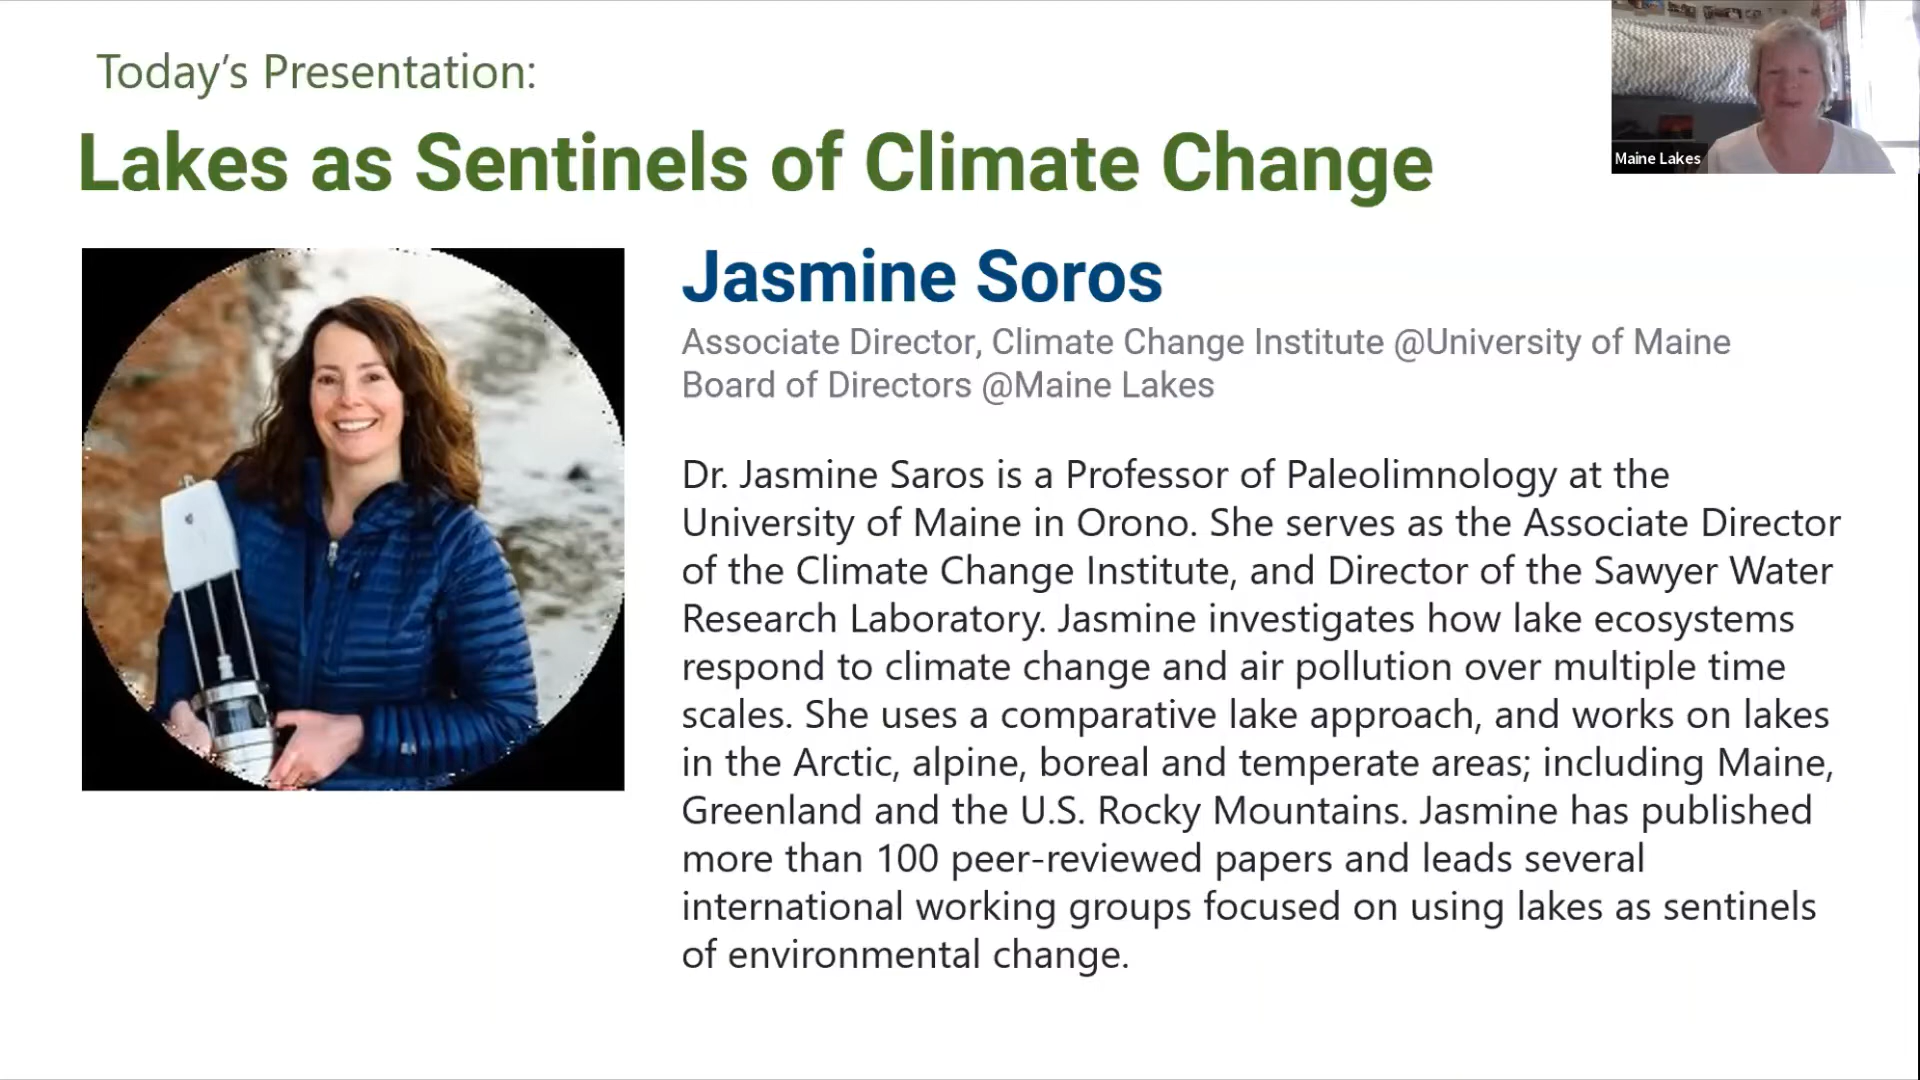 Today's Presentation:
Lakes as Sentinels of Climate Change
Maine Lakes
Jasmine Soros
Associate Director, Climate Change Institute @University of Maine
Board of Directors @Maine Lakes
Dr. Jasmine Saros is a Professor of Paleolimnology at the
University of Maine in Orono. She serves as the Associate Director
of the Climate Change Institute, and Director of the Sawyer Water
Research Laboratory. Jasmine investigates how lake ecosystems
respond to climate change and air pollution over multiple time
scales. She uses a comparative lake approach, and works on lakes
in the Arctic, alpine, boreal and temperate areas; including Maine,
Greenland and the U.S. Rocky Mountains. Jasmine has published
more than 100 peer-reviewed papers and leads several
international working groups focused on using lakes as sentinels
of environmental change.